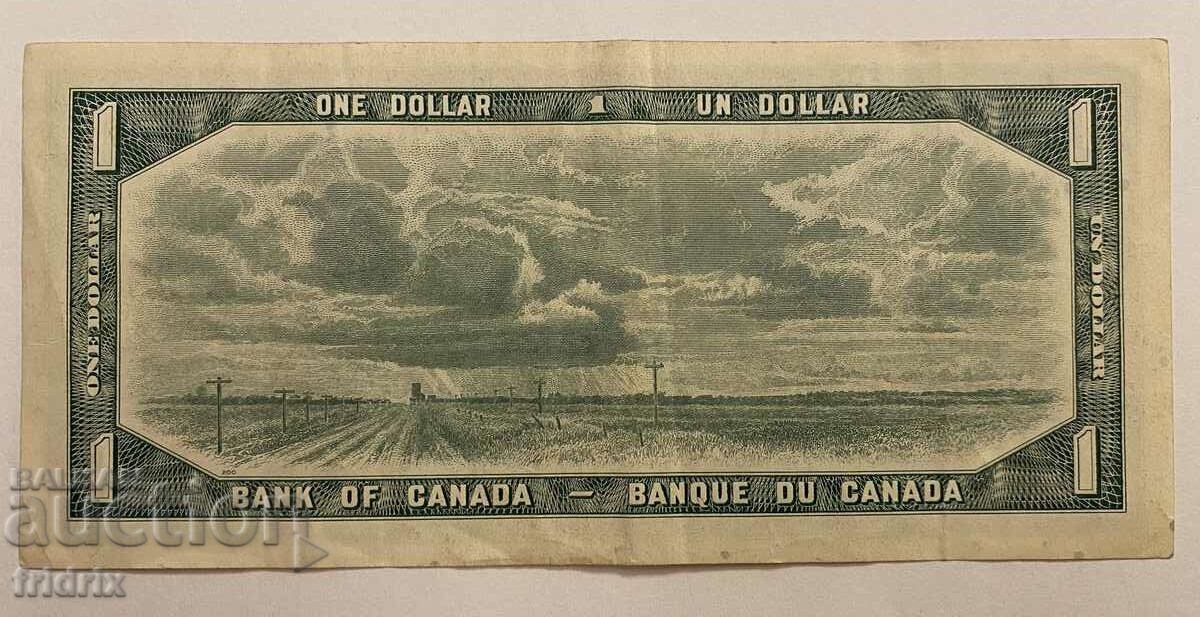 ONE DOLLAR 1 UN DOLLAR
1 1
ONE DOLLAR
UN DOLLAR
1 1
BANK OF CANADA – BANQUE DU CANADA
BALKAN
auction
fridrix